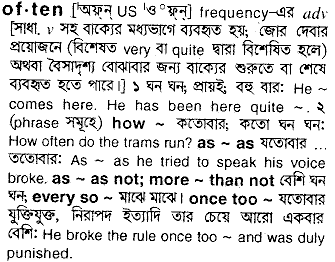 of·ten ['অফ্‌ন্ US 'ও° ফ্‌ন্] frequency–এর adv
[সাধা. v সহ বাক্যের মধ্যভাগে ব্যবহৃত হয়; জোর দেবার
প্রয়োজনে (বিশেষত very বা quite দ্বারা বিশেষিত হলে)
অথবা বৈসাদৃশ্য বোঝাবার জন্য বাক্যের শুরুতে বা শেষে
ব্যবহৃত হতে পারে।] ১ ঘন ঘন; প্রায়ই; বহু বার: He ~
comes here. He has been here quite ~. ২
(phrase সমূহে) how ~ কতোবার; কতো ঘন ঘন:
How often do the trams run? as ~ as যতোবার ...
ততোবার: As ~ as he tried to speak his voice
broke. as ~ as not; more ~ than not বেশি ঘন
ঘন; every so ~ মাঝে মাঝে। once too ~ যতোবার
যুক্তিযুক্ত, নিরাপদ ইত্যাদি তার চেয়ে আরো একবার
বেশি: He broke the rule once too ~ and was duly
punished.